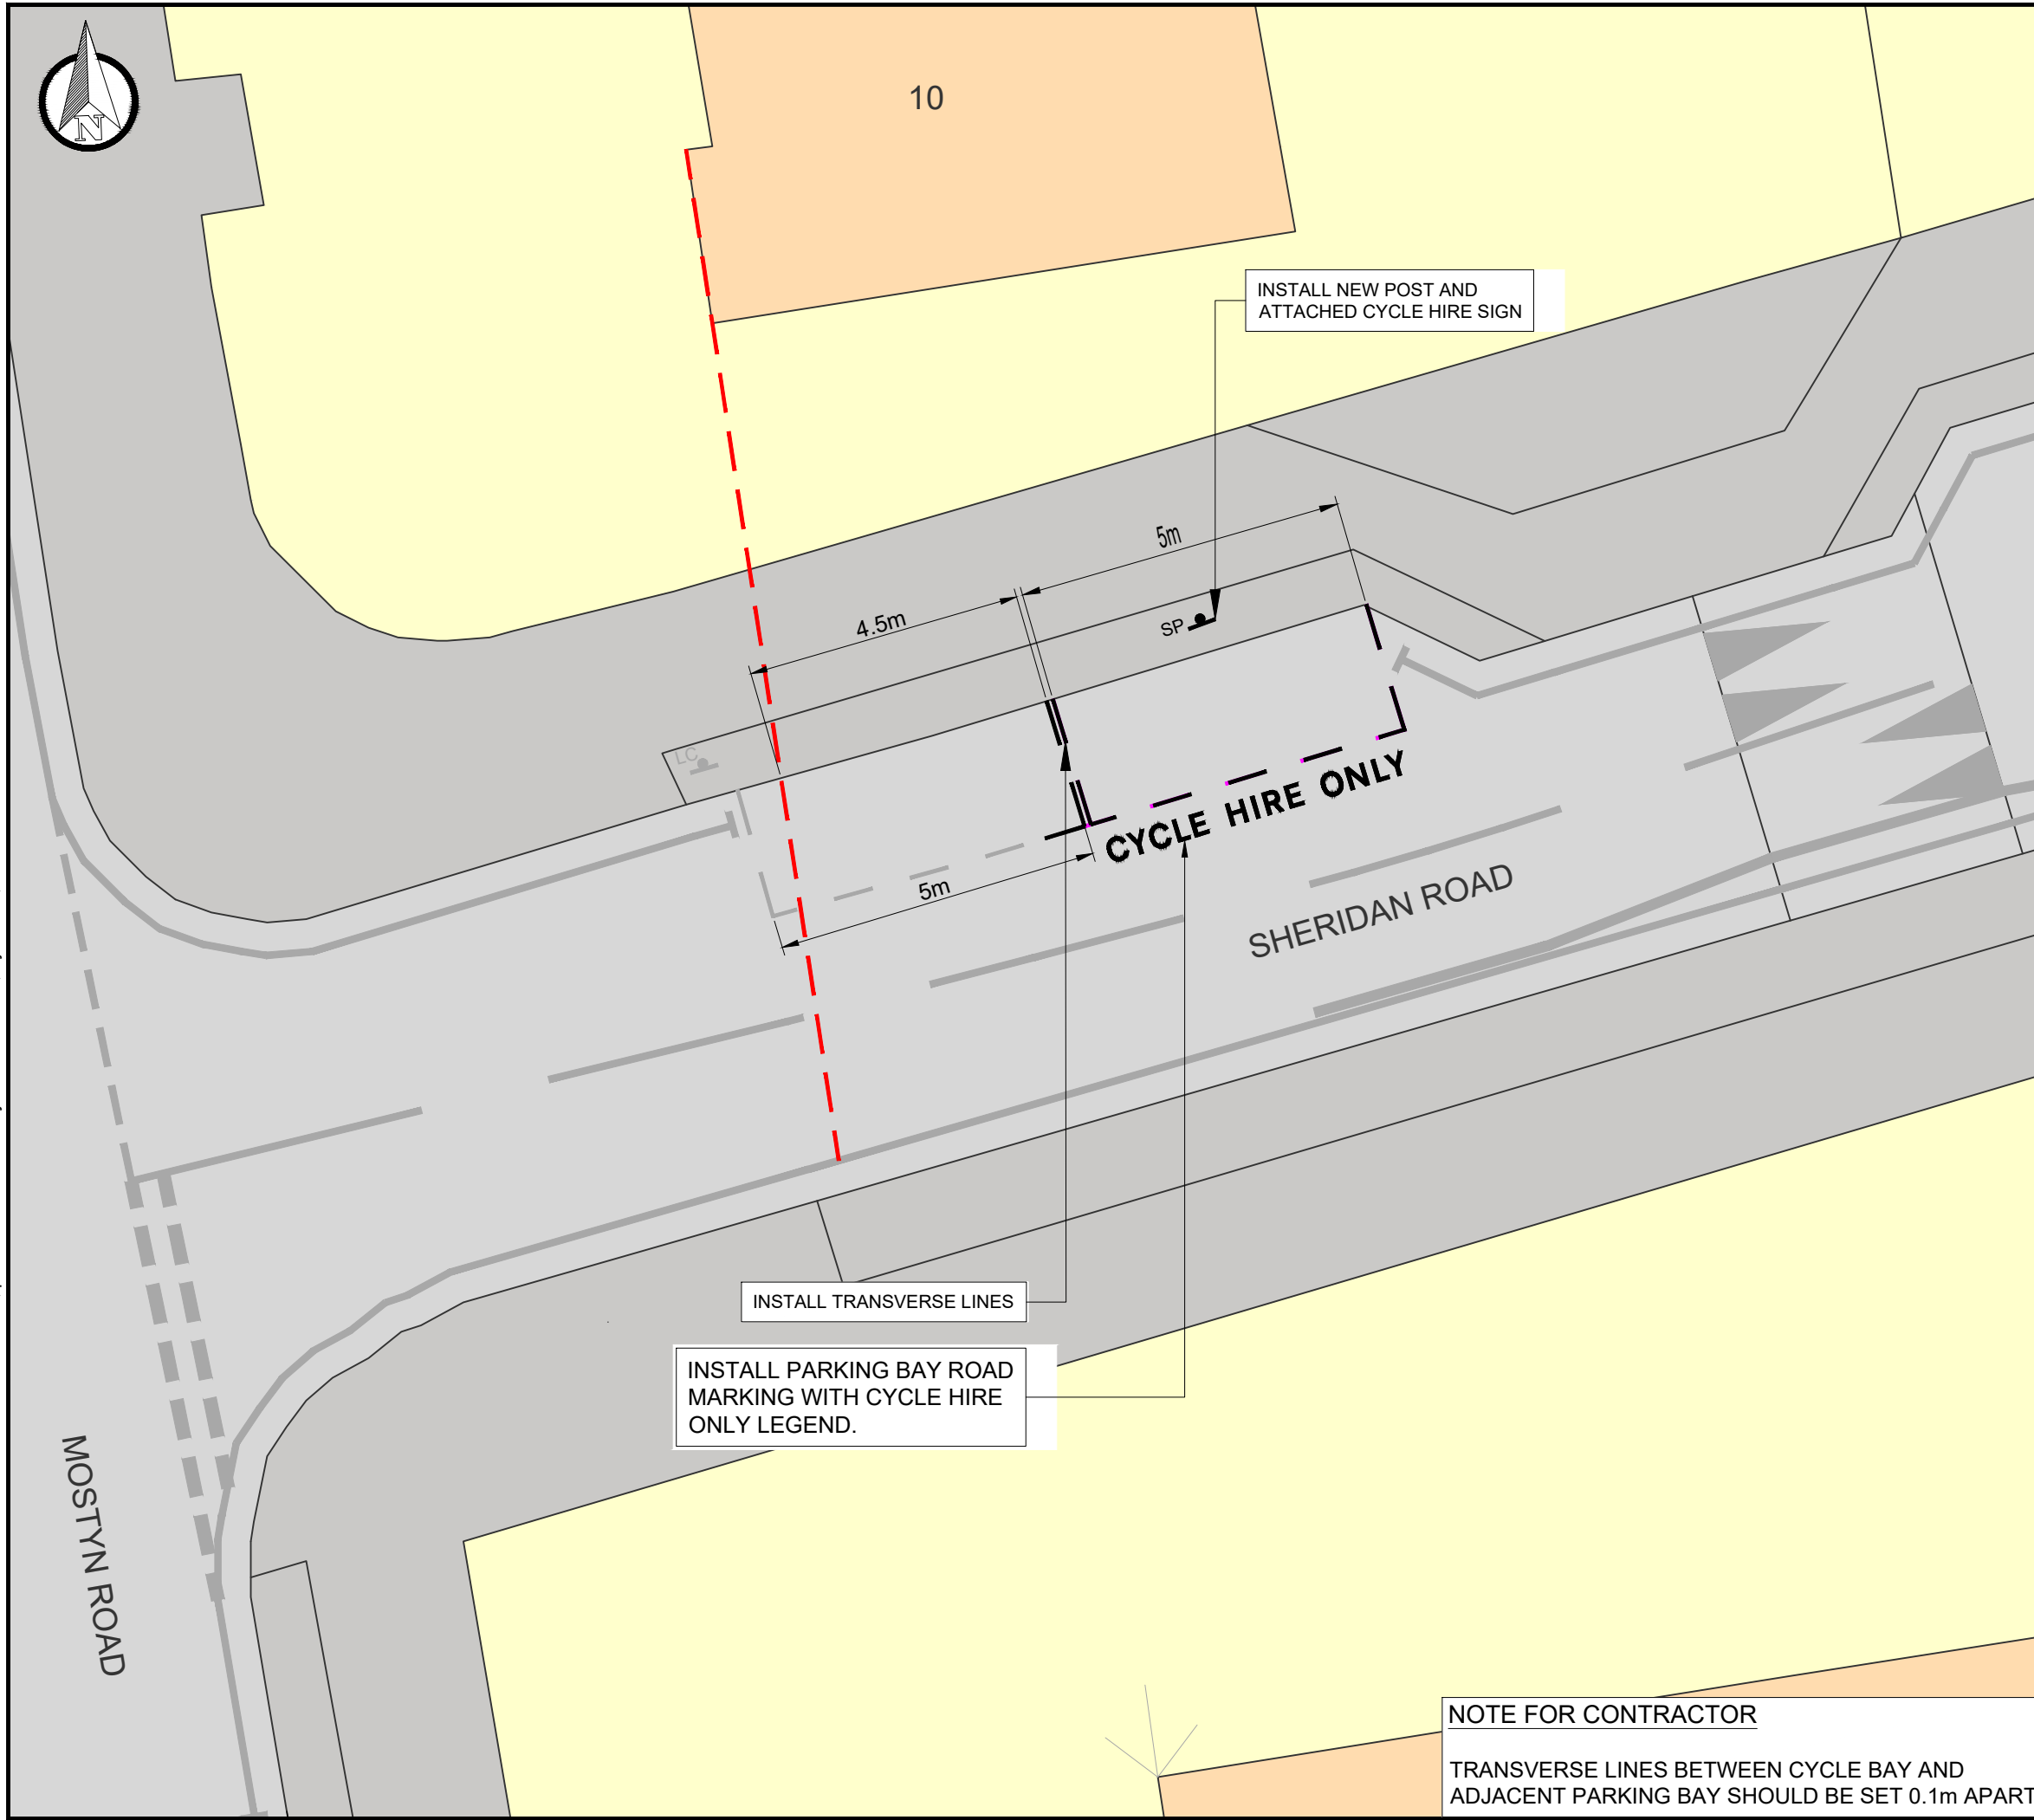 N
10
INSTALL NEW POST AND
ATTACHED CYCLE HIRE SIGN
5m
4.5m
SP
LC
CYCLE HIRE ONLY
5m
SHERIDAN ROAD
INSTALL TRANSVERSE LINES
INSTALL PARKING BAY ROAD
MARKING WITH CYCLE HIRE
ONLY LEGEND.
MOSTYN ROAD
NOTE FOR CONTRACTOR
TRANSVERSE LINES BETWEEN CYCLE BAY AND
ADJACENT PARKING BAY SHOULD BE SET 0.1m APART